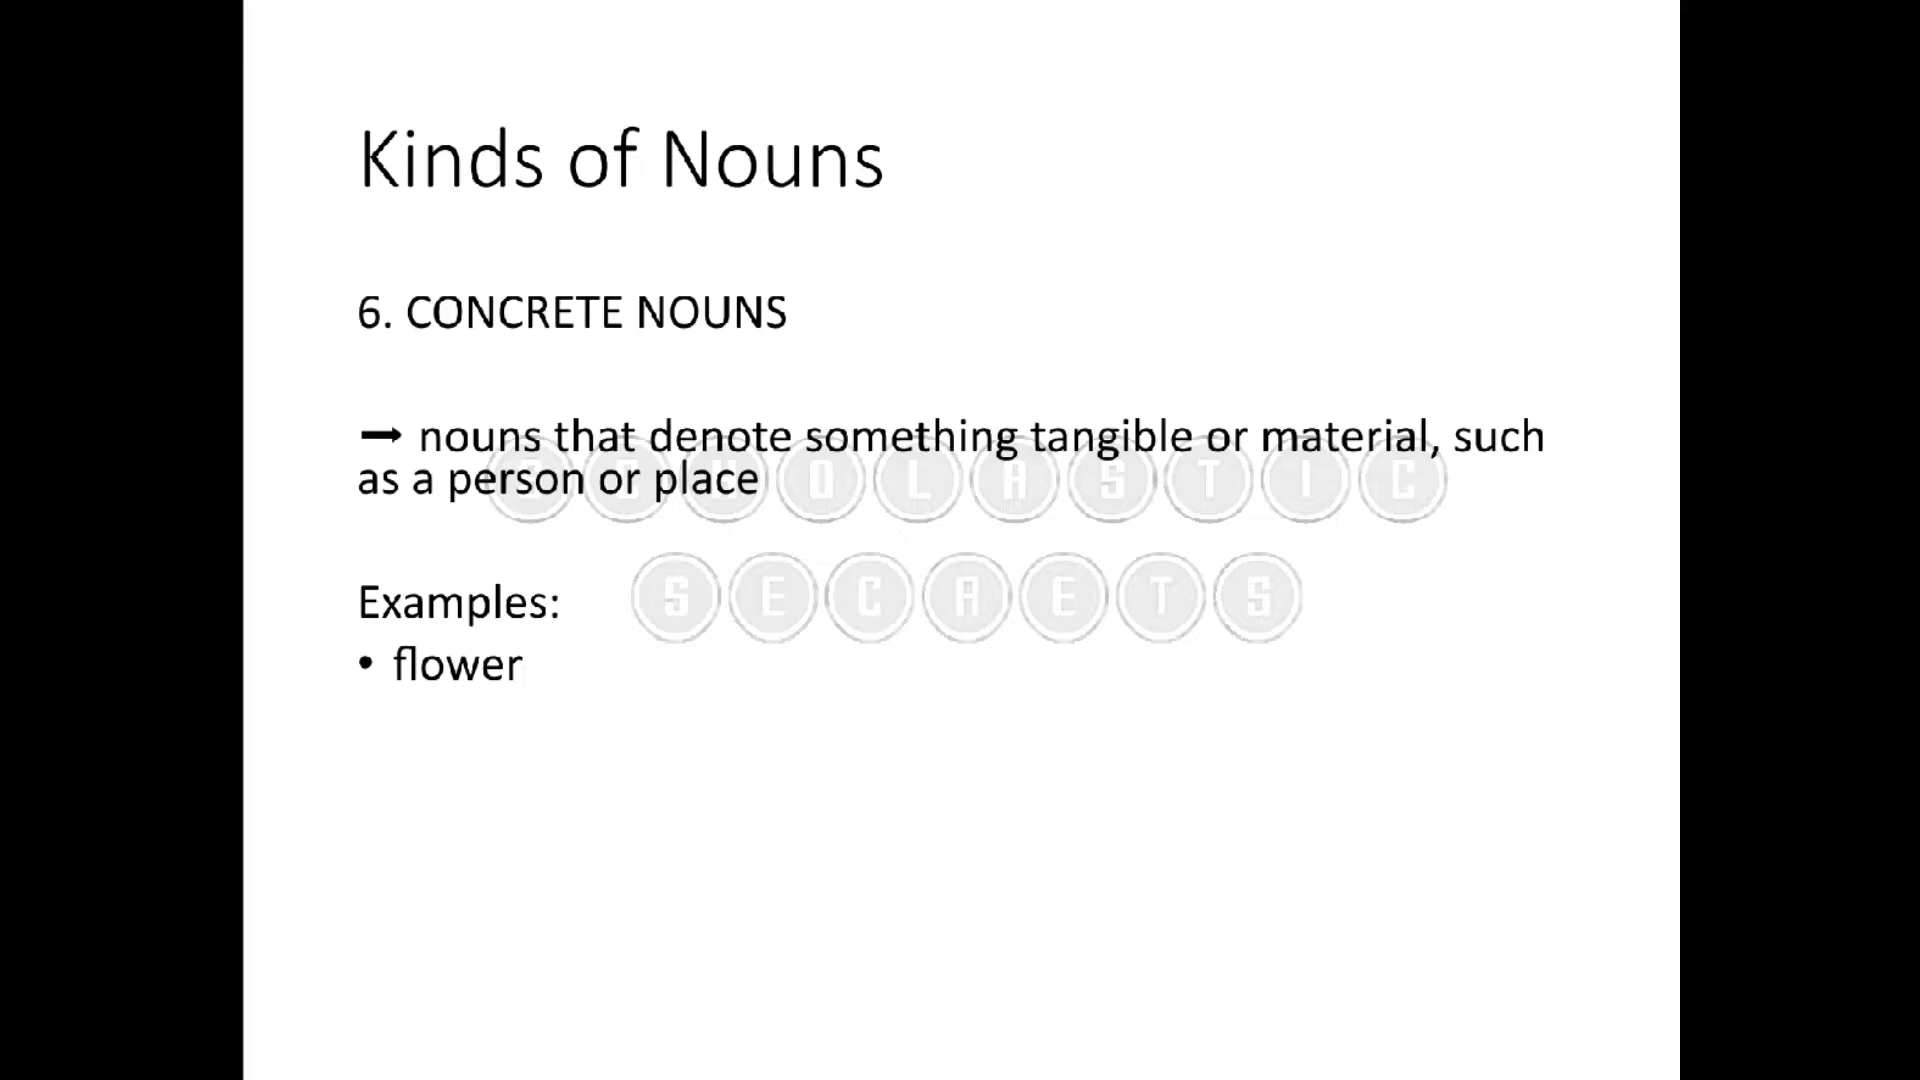 Kinds of Nouns
6. CONCRETE NOUNS
➡ nouns that denote something tangible or material, such
as a person or place
SCHOLASTIC
SECRETS
Examples:
• flower